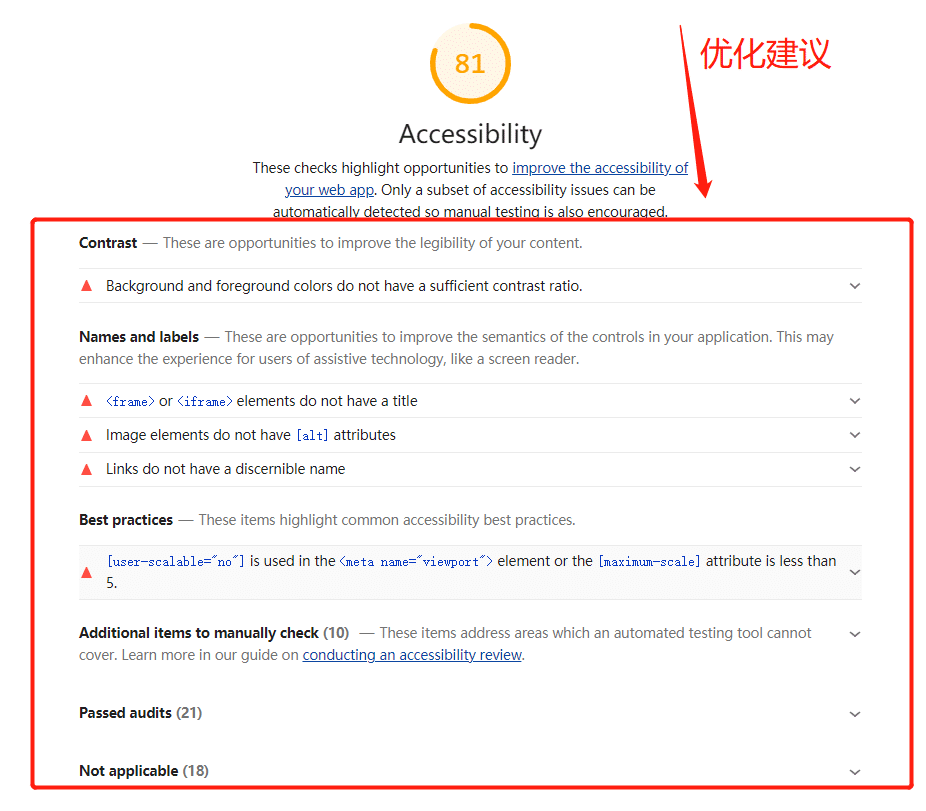 81
优化建议
Accessibility
These checks highlight opportunities to improve the accessibility of
your web app. Only a subset of accessibility issues can be
automatically detected so manual testing is also encouraged.
Contrast — These are opportunities to improve the legibility of your content.
Background and foreground colors do not have a sufficient contrast ratio.
Names and labels — These are opportunities to improve the semantics of the controls in your application. This may
enhance the experience for users of assistive technology, like a screen reader.
<frame> or <iframe> elements do not have a title
Image elements do not have [alt] attributes
Links do not have a discernible name
Best practices — These items highlight common accessibility best practices.
[user-scalable="no"] is used in the <meta name="viewport"> element or the [maximum-scale] attribute is less than
5.
Additional items to manually check (10) — These items address areas which an automated testing tool cannot
cover. Learn more in our guide on conducting an accessibility review.
Passed audits (21)
Not applicable (18)